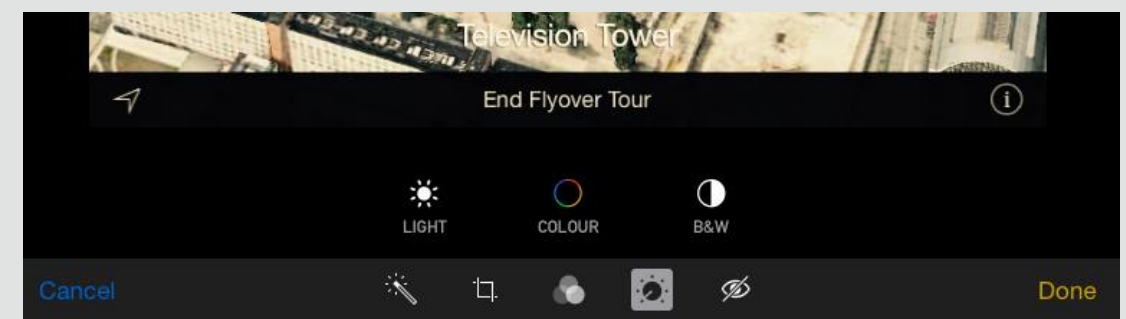 Television Tower
End Flyover Tour
LIGHT COLOUR B&W
Cancel Done